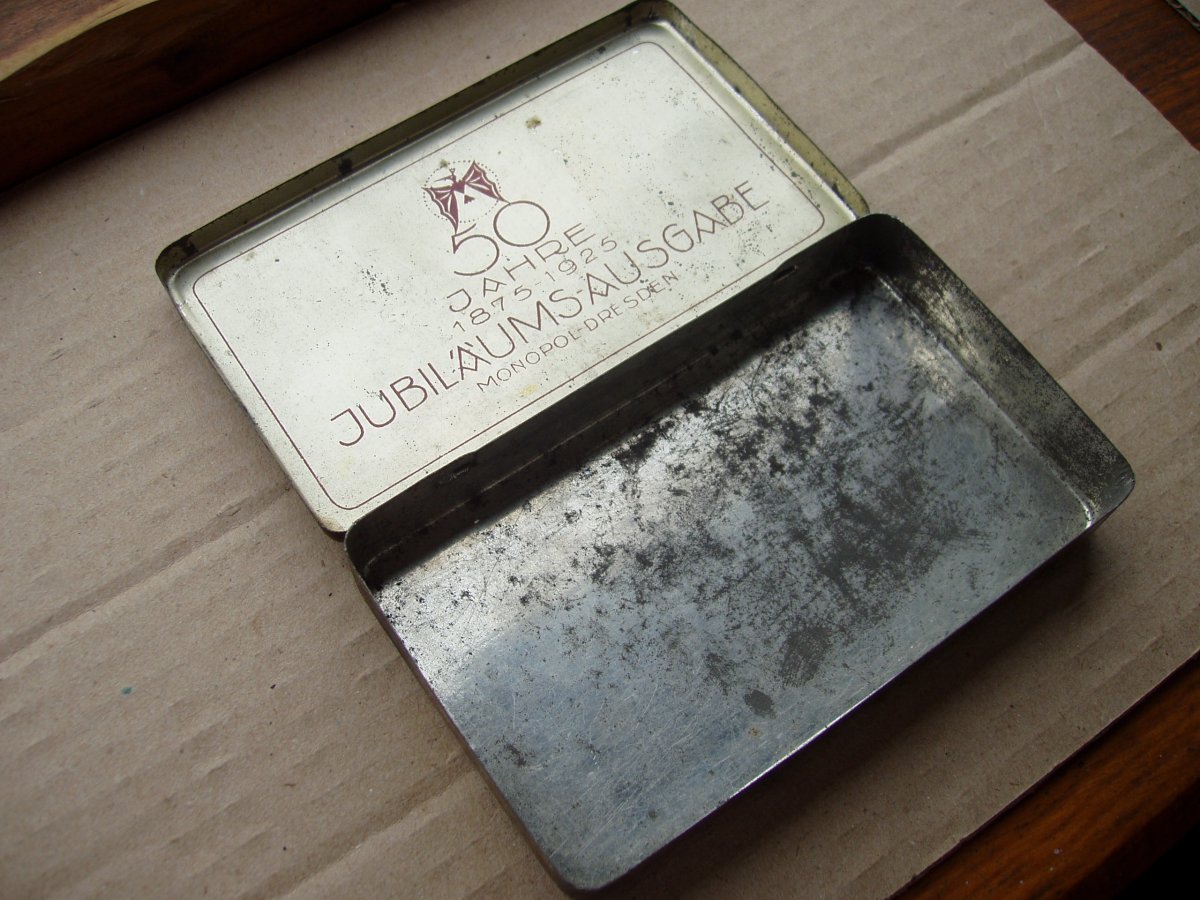 50
JAHRE
1875-1925
JUBILÄUMS-AUSGABE
MONOPOL-DRESDEN